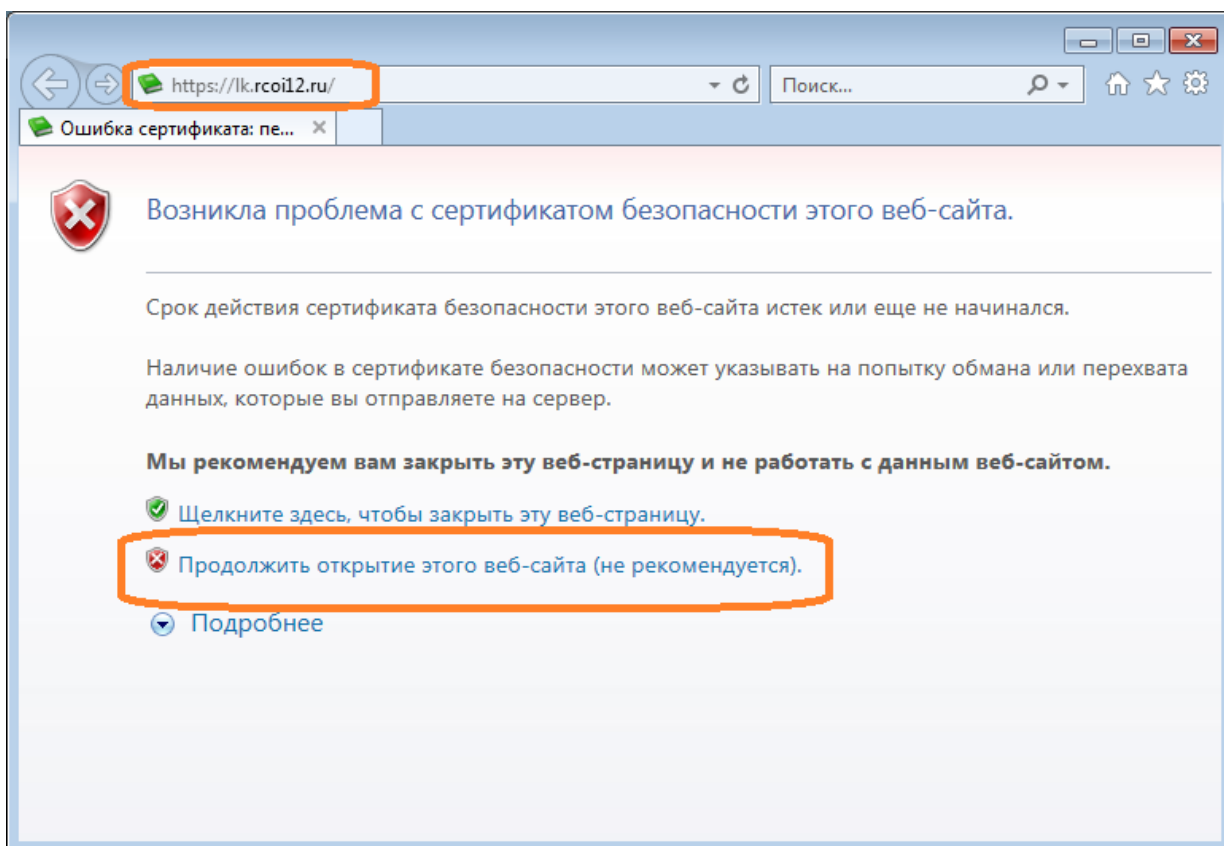 https://lk.rcoi12.ru/
Поиск...
Ошибка сертификата: пе...
Возникла проблема с сертификатом безопасности этого веб-сайта.
Срок действия сертификата безопасности этого веб-сайта истек или еще не начинался.
Наличие ошибок в сертификате безопасности может указывать на попытку обмана или перехвата
данных, которые вы отправляете на сервер.
Мы рекомендуем вам закрыть эту веб-страницу и не работать с данным веб-сайтом.
Щелкните здесь, чтобы закрыть эту веб-страницу.
Продолжить открытие этого веб-сайта (не рекомендуется).
Подробнее